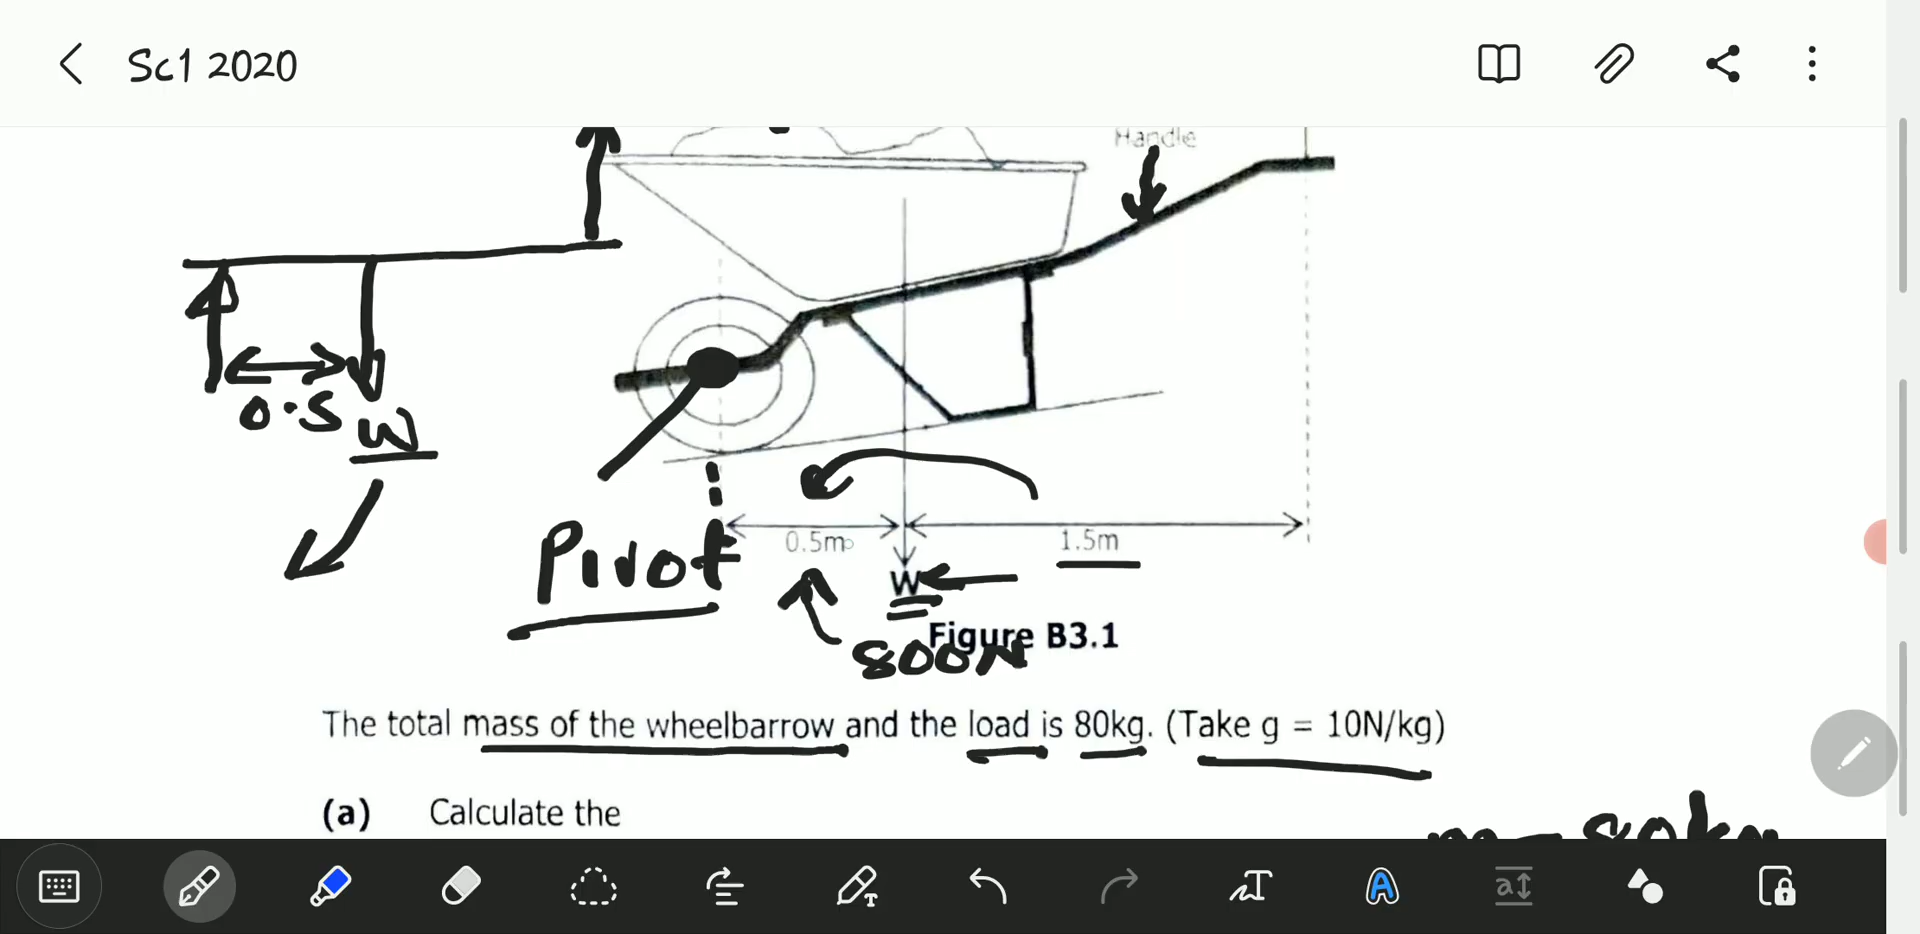 Sc1 2020
Handle
0.5
W
0.5m
1.5m
Pivot
W
800N
Figure B3.1
The total mass of the wheelbarrow and the load is 80kg. (Take g = 10N/kg)
(a) Calculate the